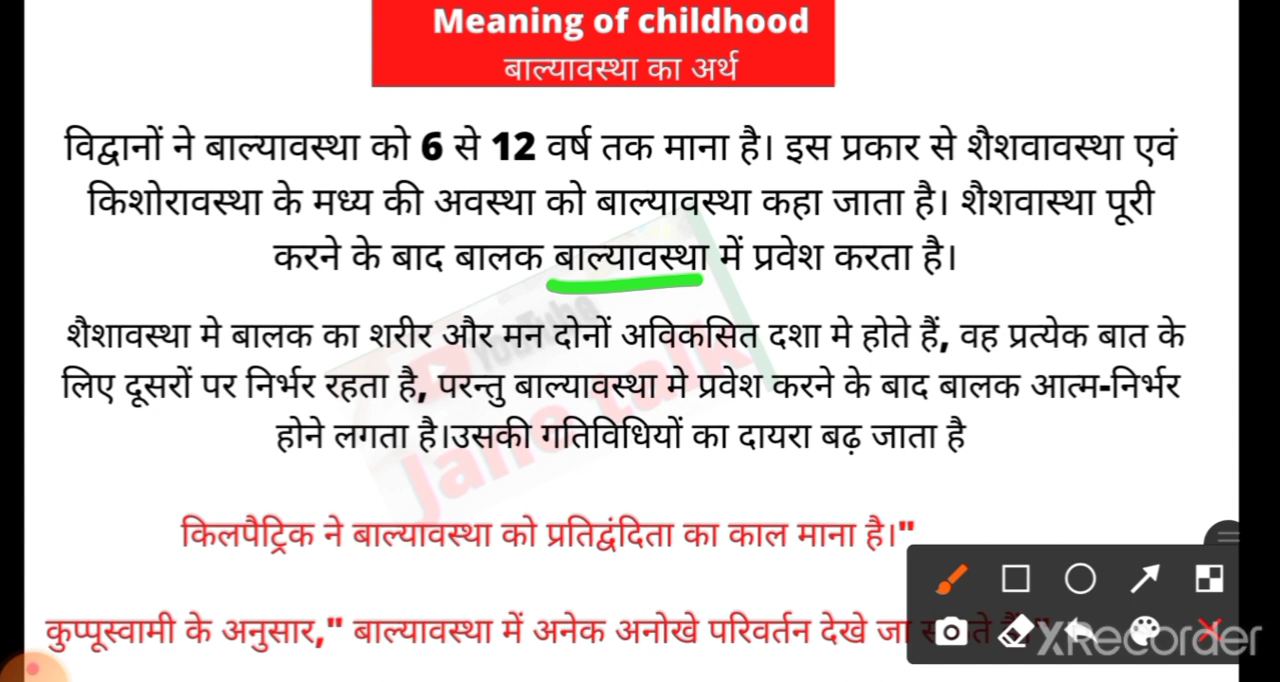 Meaning of childhood
बाल्यावस्था का अर्थ
विद्वानों ने बाल्यावस्था को 6 से 12 वर्ष तक माना है। इस प्रकार से शैशवावस्था एवं
किशोरावस्था के मध्य की अवस्था को बाल्यावस्था कहा जाता है। शैशवास्था पूरी
करने के बाद बालक बाल्यावस्था में प्रवेश करता है।
शैशावस्था मे बालक का शरीर और मन दोनों अविकसित दशा मे होते हैं, वह प्रत्येक बात के
लिए दूसरों पर निर्भर रहता है, परन्तु बाल्यावस्था मे प्रवेश करने के बाद बालक आत्म-निर्भर
होने लगता है।उसकी गतिविधियों का दायरा बढ़ जाता है
YouTube
Jane talk
किलपैट्रिक ने बाल्यावस्था को प्रतिद्वंदिता का काल माना है।"
कुप्पूस्वामी के अनुसार," बाल्यावस्था में अनेक अनोखे परिवर्तन देखे जा
XRecorder